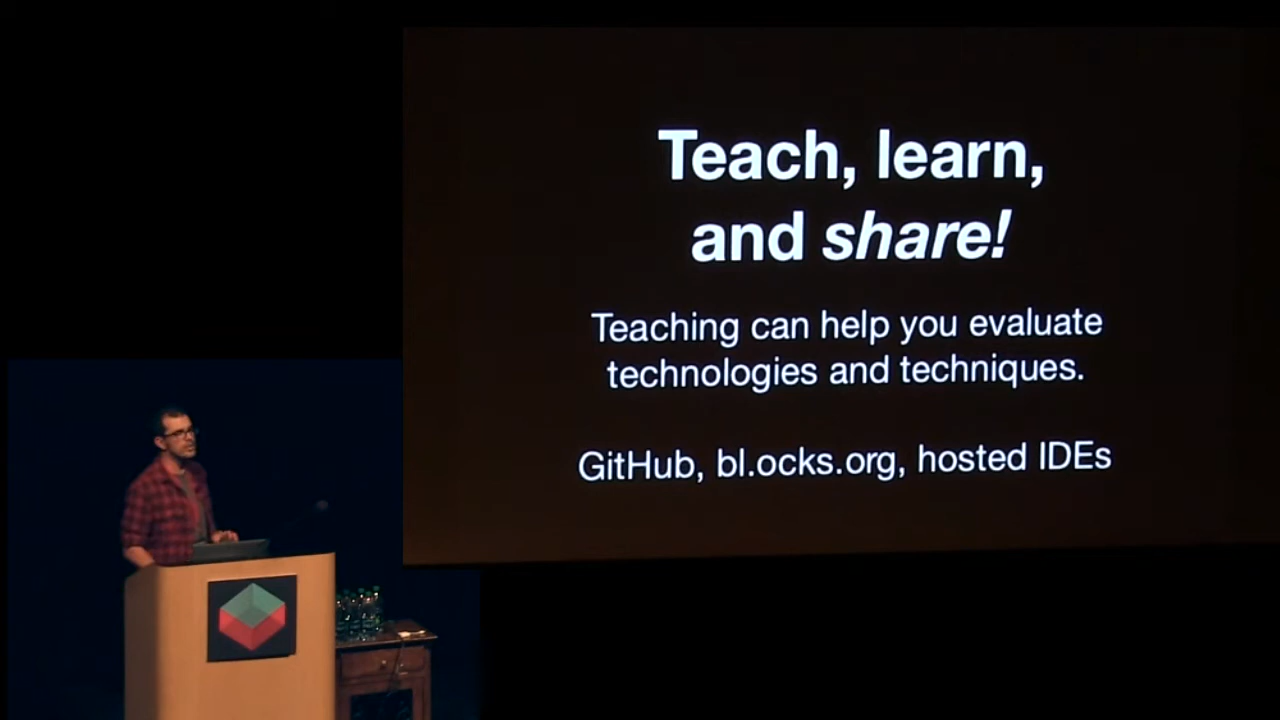 Teach, learn,
and share!
Teaching can help you evaluate
technologies and techniques.
GitHub, bl.ocks.org, hosted IDEs